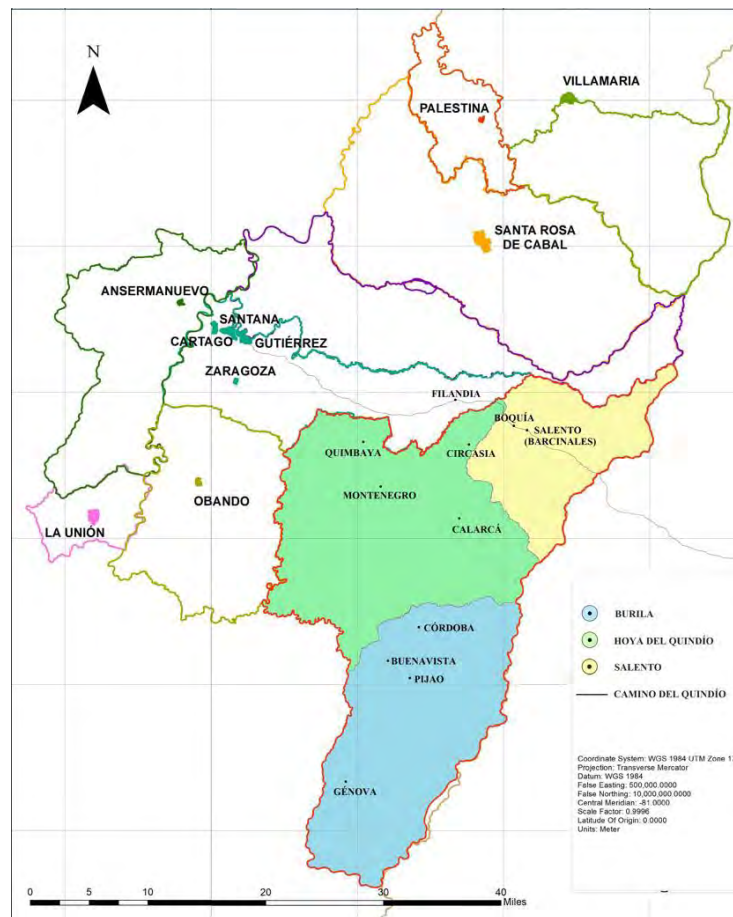 N
VILLAMARIA
PALESTINA
SANTA ROSA
DE CABAL
ANSERMANUEVO
SANTANA
CARTAGO
GUTIÉRREZ
ZARAGOZA
FILANDIA
BOQUÍA
SALENTO
(BARCINALES)
QUIMBAYA
CIRCASIA
MONTENEGRO
OBANDO
CALARCÁ
LA UNIÓN
CÓRDOBA
BUENAVISTA
PIJAO
GÉNOVA
BURILA
HOYA DEL QUINDÍO
SALENTO
CAMINO DEL QUINDÍO
Coordinate System: WGS 1984 UTM Zone
Projection: Transverse Mercator
Datum: WGS 1984
False Easting: 500,000.0000
False Northing: 10,000,000.0000
Central Meridian: -81.0000
Scale Factor: 0.9996
Latitude Of Origin: 0.0000
Units: Meter
0 5 10 20 30 40
Miles